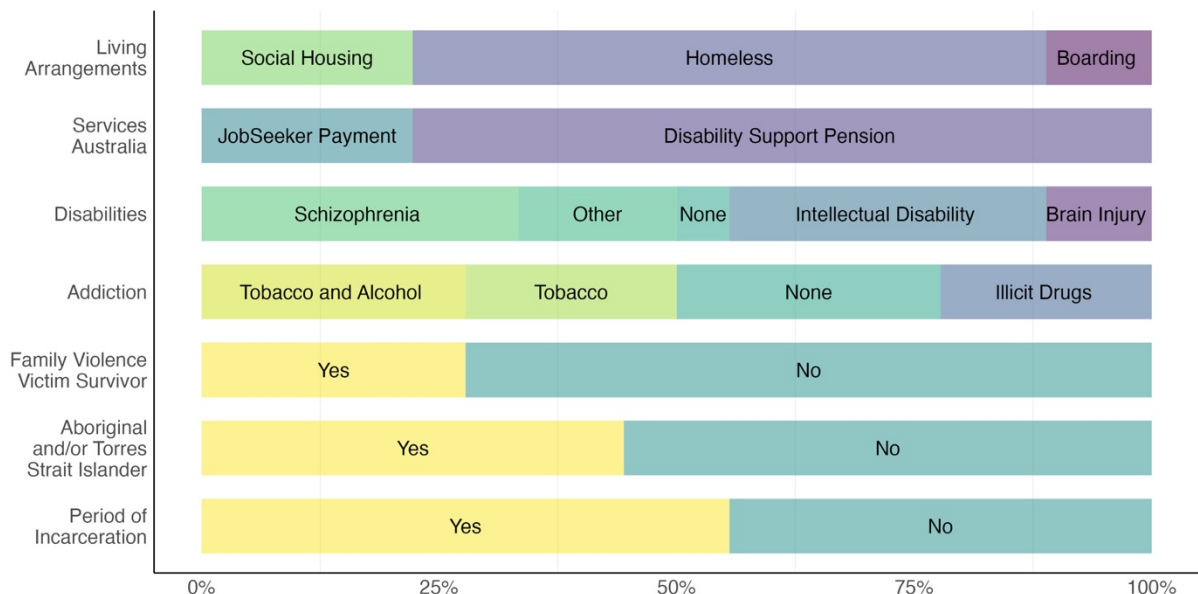 Living
Arrangements
Social Housing
Homeless
Boarding
Services
Australia
JobSeeker Payment
Disability Support Pension
Disabilities
Schizophrenia
Other
None
Intellectual Disability
Brain Injury
Addiction
Tobacco and Alcohol
Tobacco
None
Illicit Drugs
Family Violence
Victim Survivor
Yes
No
Aboriginal
and/or Torres
Strait Islander
Yes
No
Period of
Incarceration
Yes
No
0%
25%
50%
75%
100%